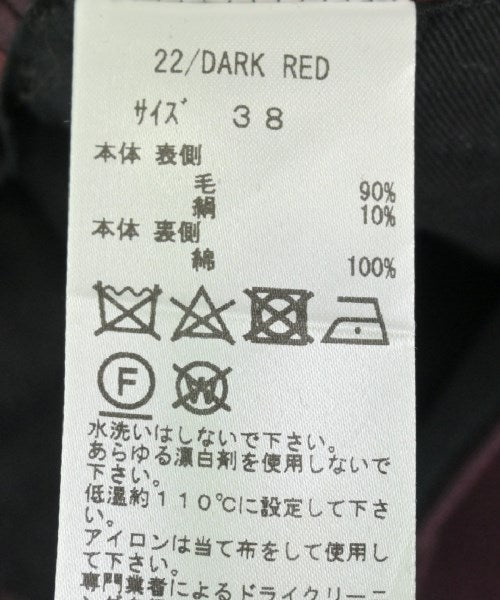 22/DARK RED
サイズ 38
本体 表側
毛 90%
絹 10%
本体 裏側
綿 100%
F W
水洗いはしないで下さい。
あらゆる漂白剤を使用しないで
下さい。
低温約110℃に設定して下さ
い。
アイロンは当て布をして使用し
て下さい。
専門業者によるドライクリーニ